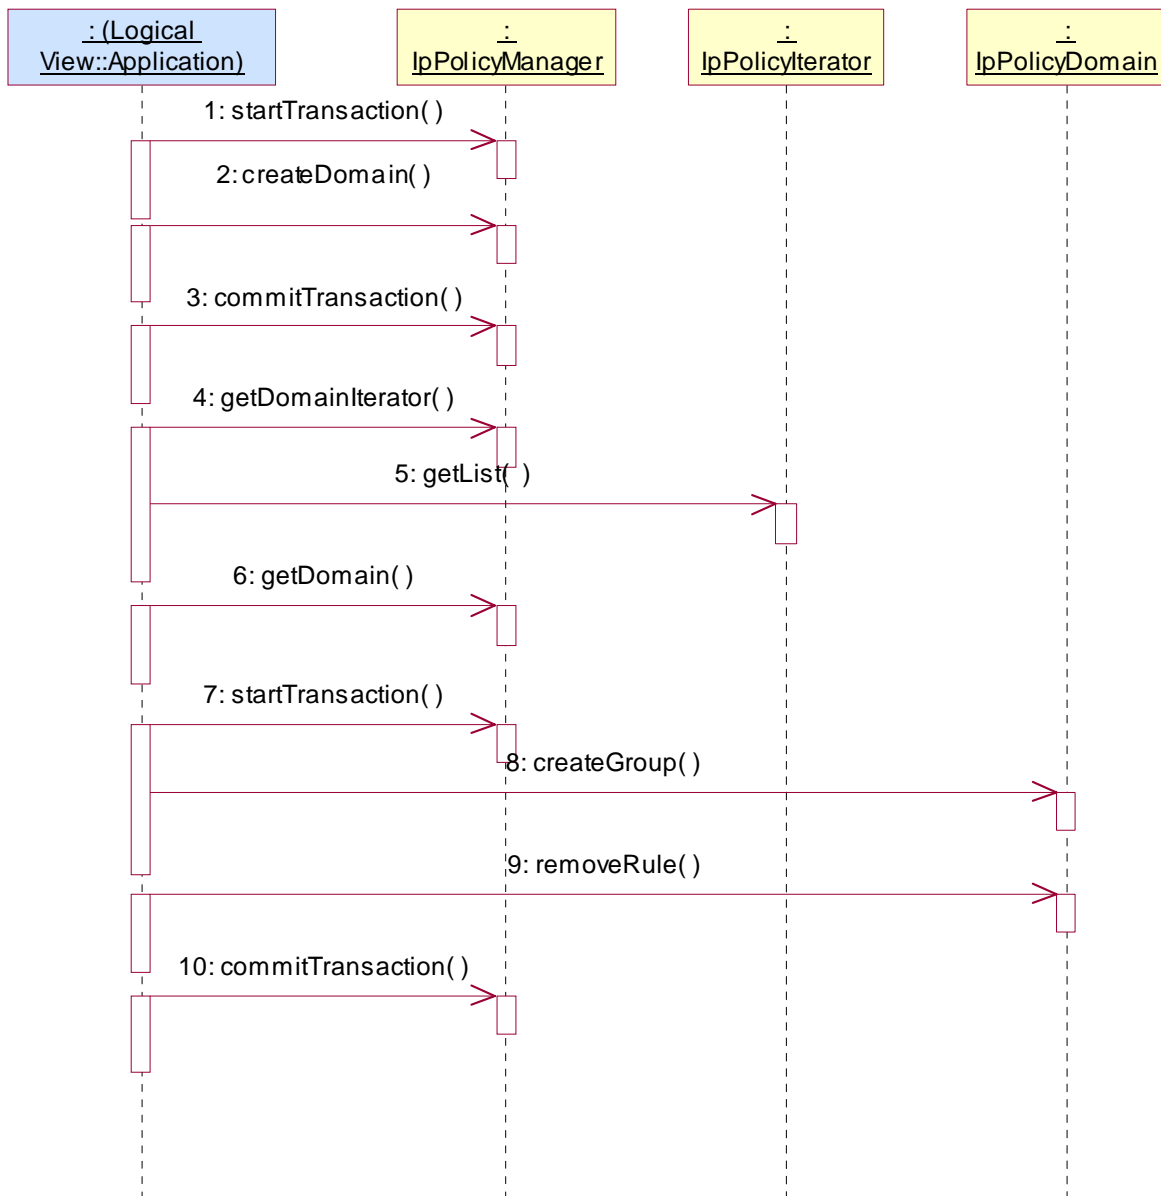 : (Logical
View::Application)
:
IpPolicyManager
:
IpPolicyIterator
:
IpPolicyDomain
1: startTransaction( )
2: createDomain( )
3: commitTransaction( )
4: getDomainIterator( )
5: getList( )
6: getDomain( )
7: startTransaction( )
8: createGroup( )
9: removeRule( )
10: commitTransaction( )